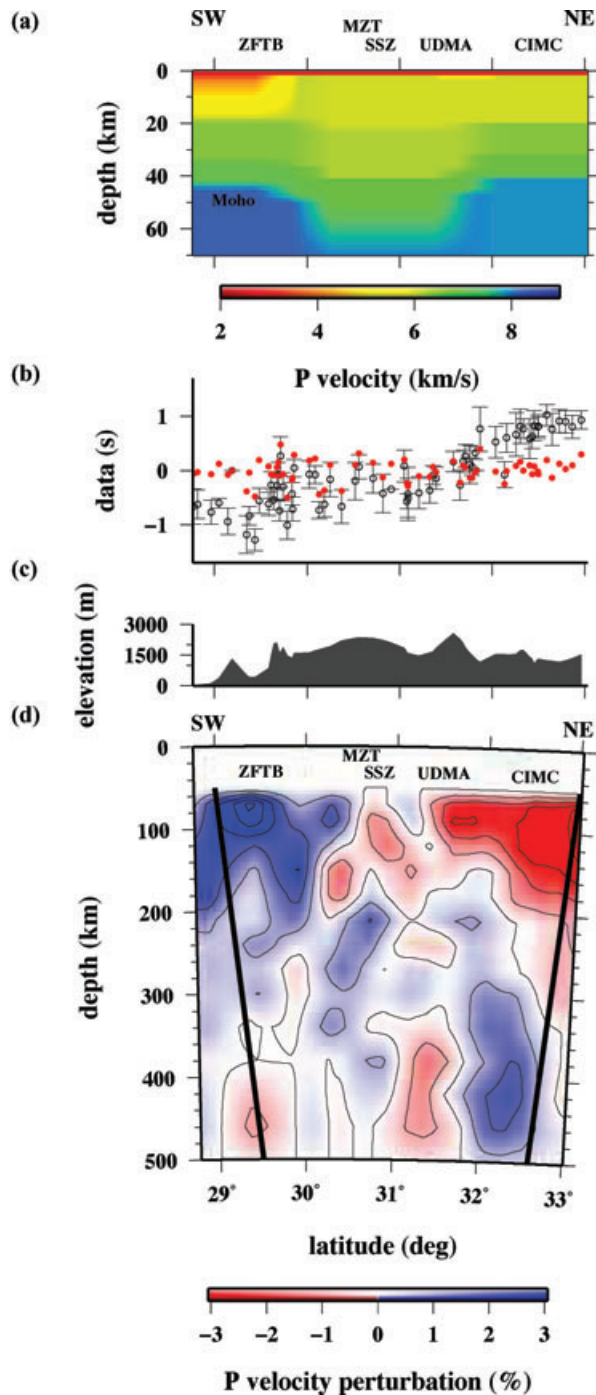 (a)
SW NE
MZT
ZFTB SSZ UDMA CIMC
0
20
40
60
depth (km)
Moho
2 4 6 8
P velocity (km/s)
(b)
1
0
−1
data (s)
(c)
3000
1500
0
elevation (m)
(d)
SW NE
MZT
ZFTB SSZ UDMA CIMC
0
100
200
300
400
500
depth (km)
29˚ 30˚ 31˚ 32˚ 33˚
latitude (deg)
−3 −2 −1 0 1 2 3
P velocity perturbation (%)